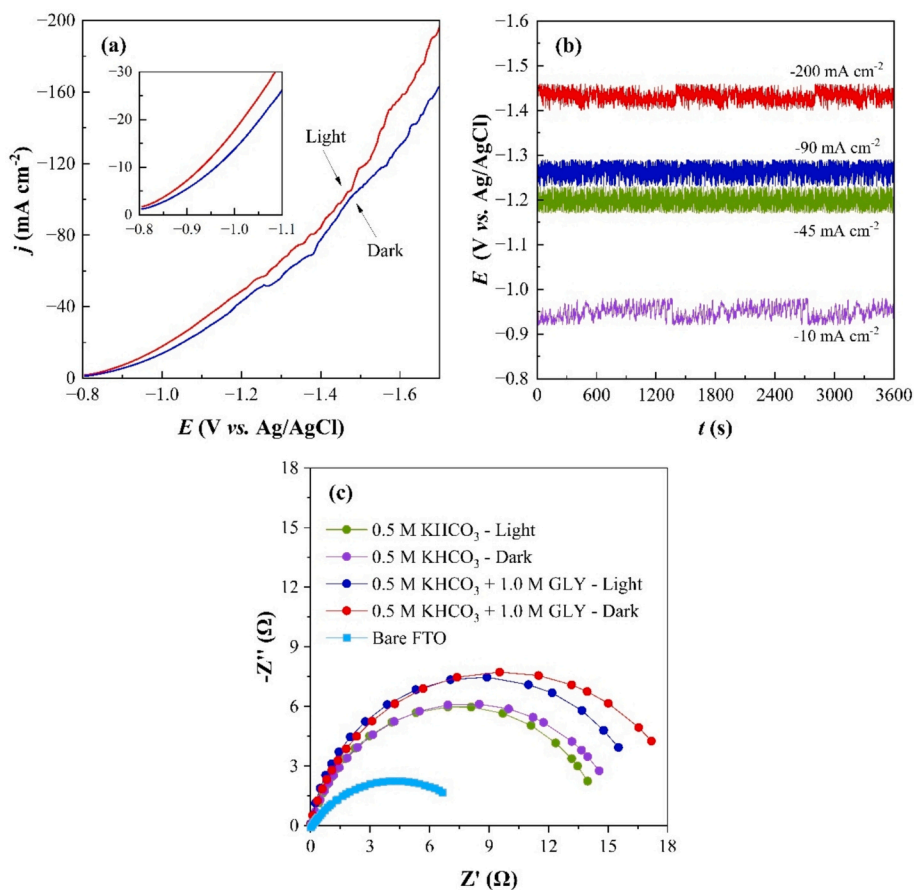 (a)
−200
−160
−120
−80
−40
0
j (mA cm⁻²)
−30
−20
−10
0
−0.8 −0.9 −1.0 −1.1
Light
Dark
−0.8 −1.0 −1.2 −1.4 −1.6
E (V vs. Ag/AgCl)
(b)
−1.6
−1.5
−1.4
−1.3
−1.2
−1.0
−0.9
−0.8
E (V vs. Ag/AgCl)
-200 mA cm⁻²
-90 mA cm⁻²
-45 mA cm⁻²
-10 mA cm⁻²
0 600 1200 1800 2400 3000 3600
t (s)
(c)
18
15
12
9
6
3
0
-Z'' (Ω)
0.5 M KHCO₃ - Light
0.5 M KHCO₃ - Dark
0.5 M KHCO₃ + 1.0 M GLY - Light
0.5 M KHCO₃ + 1.0 M GLY - Dark
Bare FTO
0 3 6 9 12 15 18
Z' (Ω)